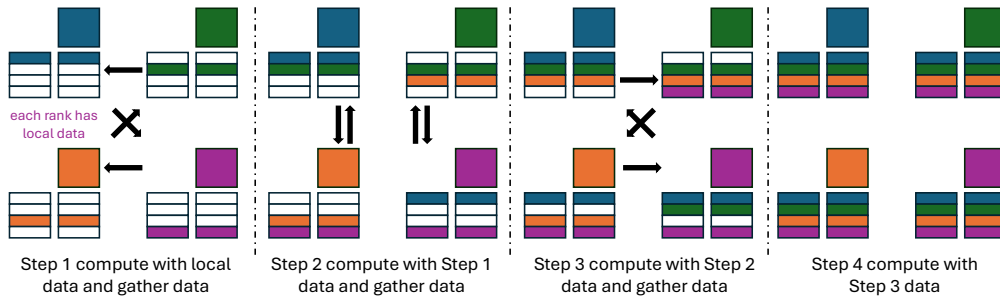 each rank has
local data
Step 1 compute with local
data and gather data
Step 2 compute with Step 1
data and gather data
Step 3 compute with Step 2
data and gather data
Step 4 compute with
Step 3 data